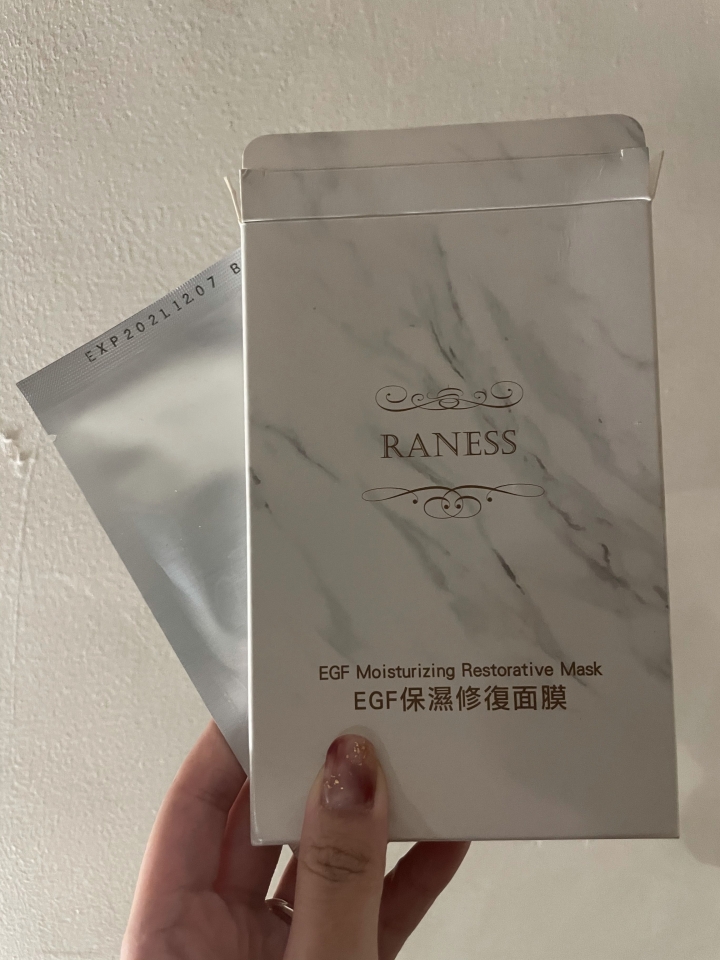 EXP20211207 B
RANESS
EGF Moisturizing Restorative Mask
EGF保濕修復面膜